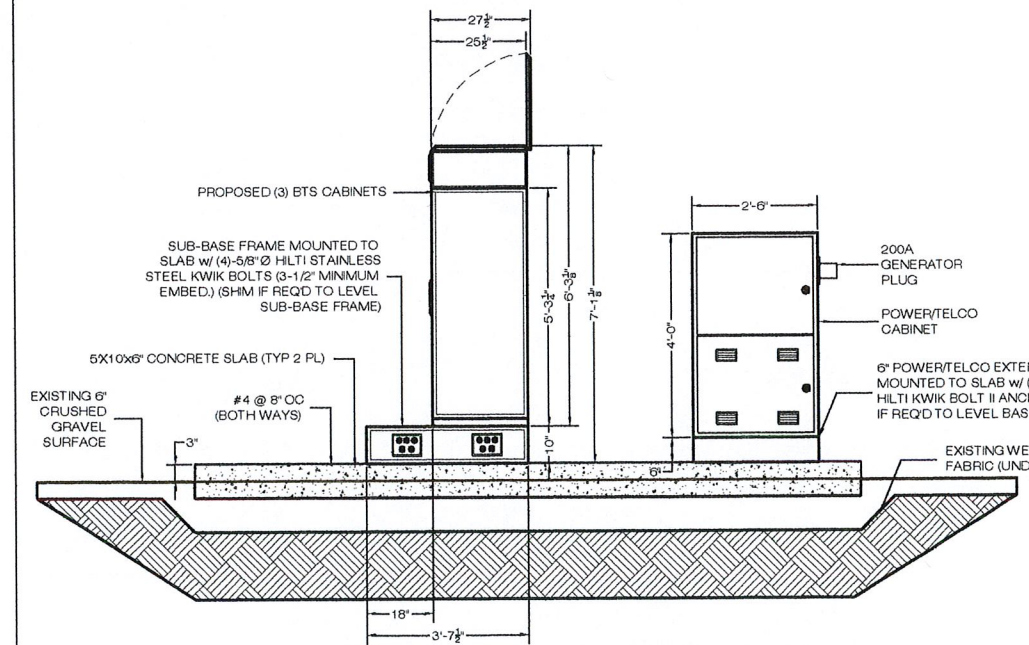 27½"
25½"
PROPOSED (3) BTS CABINETS
SUB-BASE FRAME MOUNTED TO
SLAB w/ (4)-5/8"Ø HILTI STAINLESS
STEEL KWIK BOLTS (3-1/2" MINIMUM
EMBED.) (SHIM IF REQ'D TO LEVEL
SUB-BASE FRAME)
5'X10'x6" CONCRETE SLAB (TYP 2 PL)
#4 @ 8" OC
(BOTH WAYS)
EXISTING 6"
CRUSHED
GRAVEL
SURFACE
3"
5'-3¼"
6'-3⅛"
7'-1⅛"
10"
2'-6"
4'-0"
6"
200A
GENERATOR
PLUG
POWER/TELCO
CABINET
6" POWER/TELCO EXTE
MOUNTED TO SLAB w/ (
HILTI KWIK BOLT II ANC
IF REQ'D TO LEVEL BAS
EXISTING WE
FABRIC (UND
18"
3'-7½"